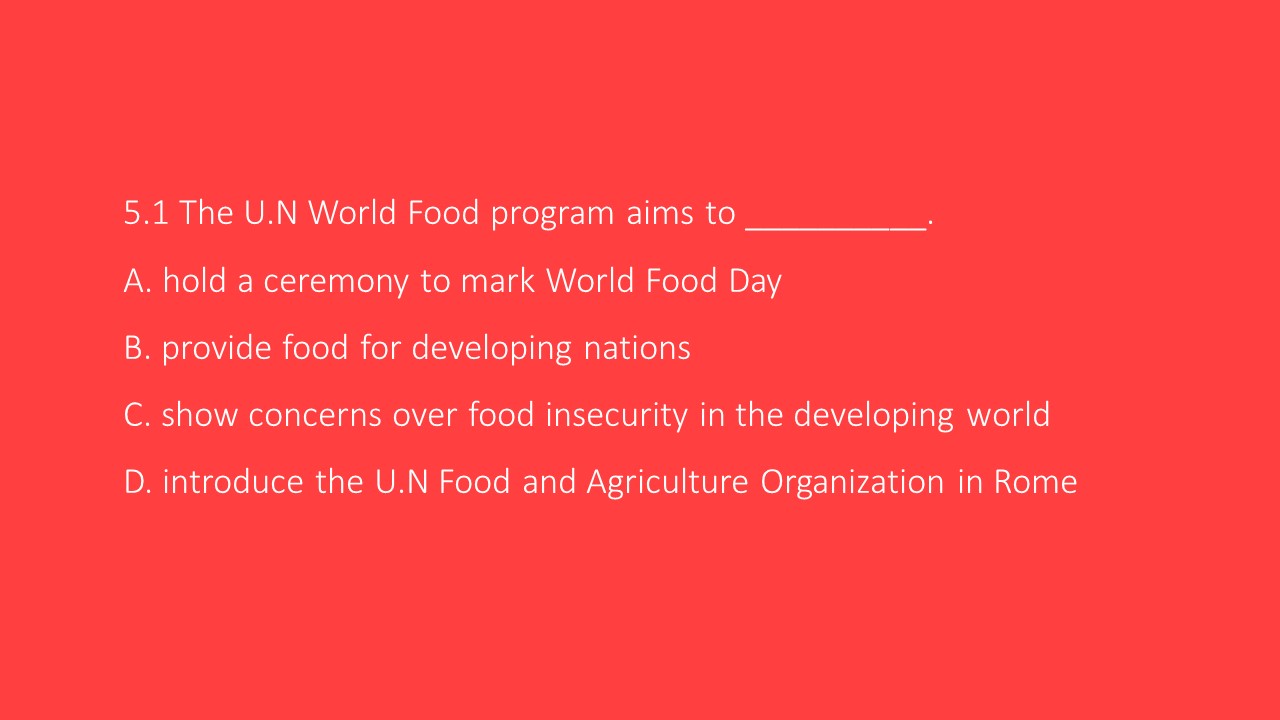 5.1 The U.N World Food program aims to __________.
A. hold a ceremony to mark World Food Day
B. provide food for developing nations
C. show concerns over food insecurity in the developing world
D. introduce the U.N Food and Agriculture Organization in Rome